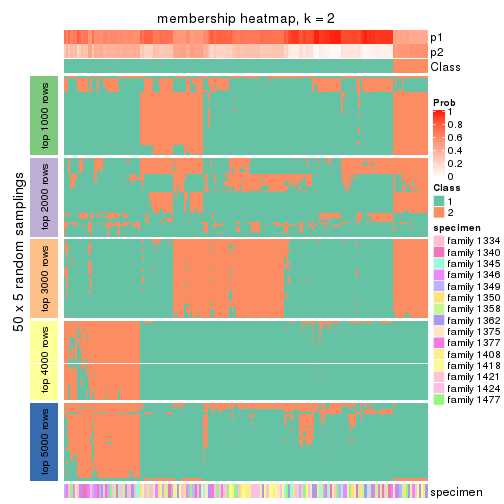 membership heatmap, k = 2
p1
p2
Class
50 x 5 random samplings
top 1000 rows
top 2000 rows
top 3000 rows
top 4000 rows
top 5000 rows
specimen
Prob
1
0.8
0.6
0.4
0.2
0
Class
1
2
specimen
family 1334
family 1340
family 1345
family 1346
family 1349
family 1350
family 1358
family 1362
family 1375
family 1377
family 1408
family 1418
family 1421
family 1424
family 1477